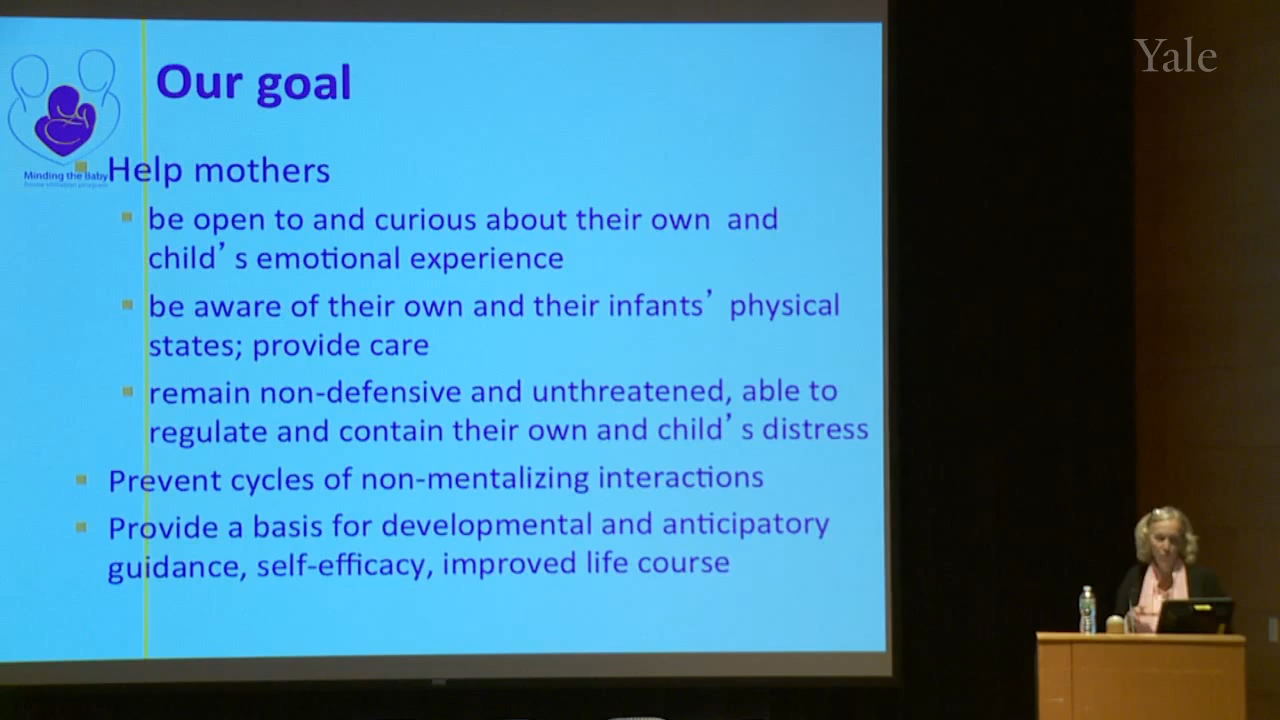 Yale
Our goal
Minding the Baby
Help mothers
be open to and curious about their own and
child's emotional experience
be aware of their own and their infants' physical
states; provide care
remain non-defensive and unthreatened, able to
regulate and contain their own and child's distress
Prevent cycles of non-mentalizing interactions
Provide a basis for developmental and anticipatory
guidance, self-efficacy, improved life course